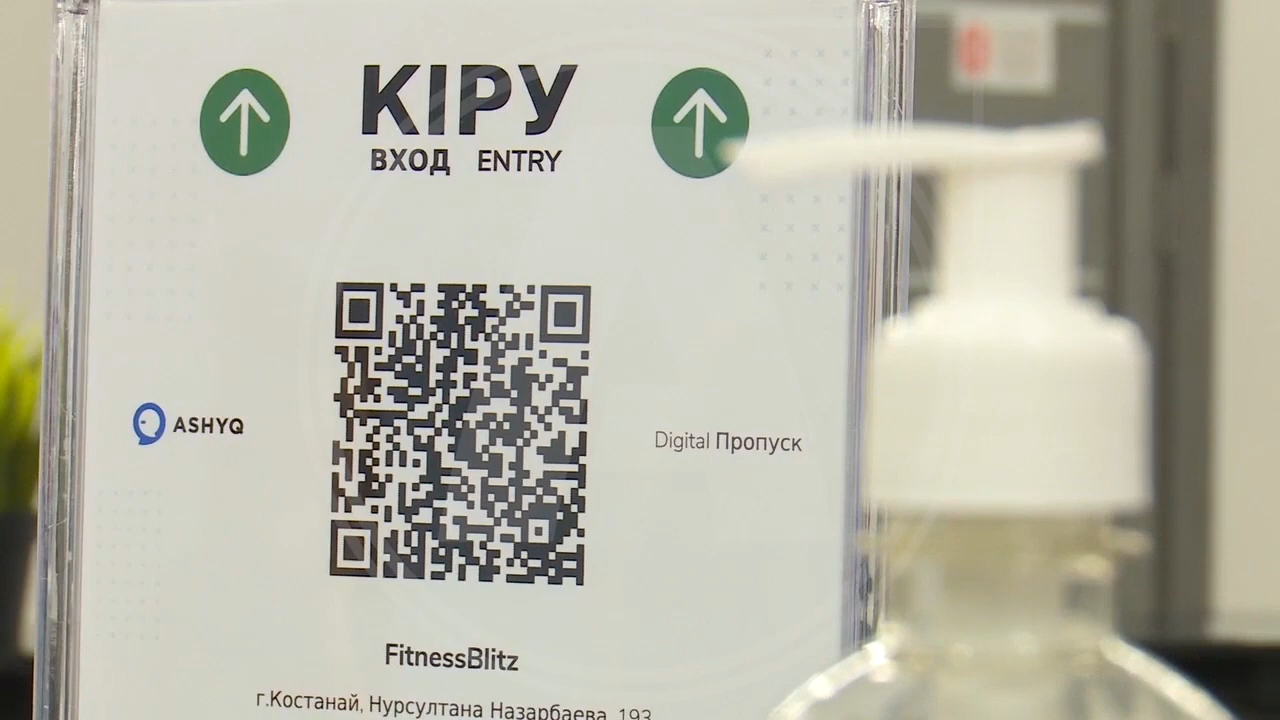 КІРУ
ВХОД ENTRY
ASHYQ
Digital Пропуск
FitnessBlitz
г.Костанай, Нурсултана Назарбаева, 193